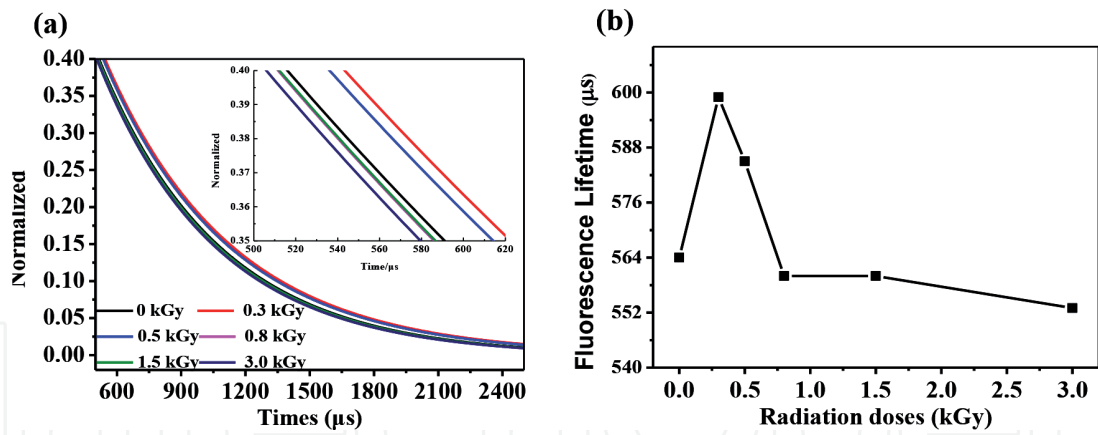 (a)
0.40
0.35
0.30
0.25
0.20
0.15
0.10
0.05
0.00
Normalized
600 900 1200 1500 1800 2100 2400
Times (μs)
0 kGy 0.3 kGy
0.5 kGy 0.8 kGy
1.5 kGy 3.0 kGy
0.40
0.39
0.38
0.37
0.36
0.35
Normalized
500 520 540 560 580 600 620
Time/μs
(b)
600
588
576
564
552
540
Fluorescence Lifetime (μs)
0.0 0.5 1.0 1.5 2.0 2.5 3.0
Radiation doses (kGy)